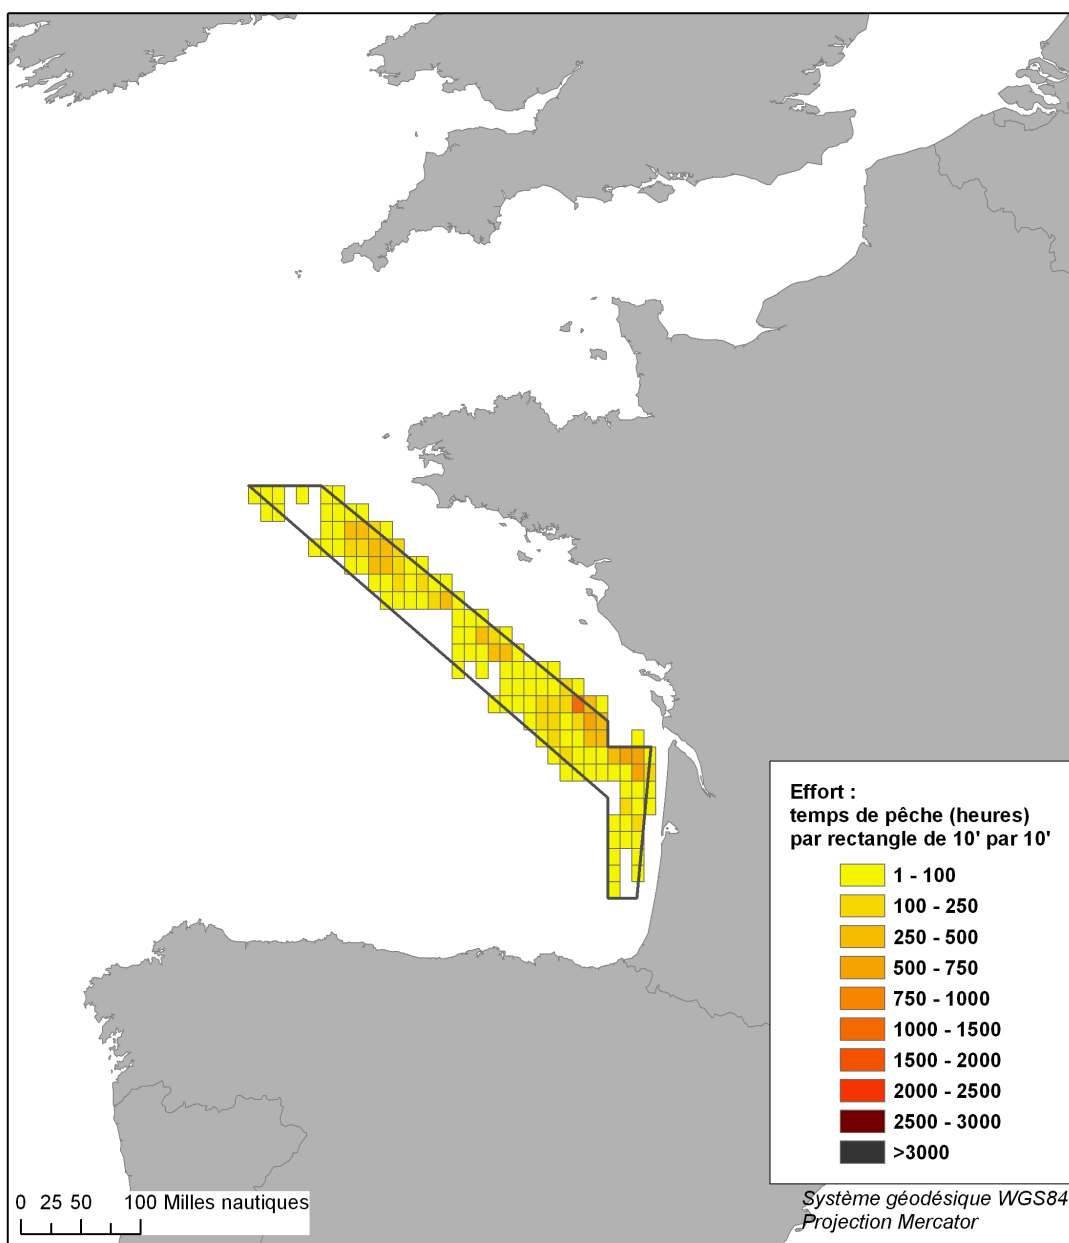 Effort :
temps de pêche (heures)
par rectangle de 10' par 10'
1 - 100
100 - 250
250 - 500
500 - 750
750 - 1000
1000 - 1500
1500 - 2000
2000 - 2500
2500 - 3000
>3000
0 25 50 100 Milles nautiques
Système géodésique WGS84
Projection Mercator